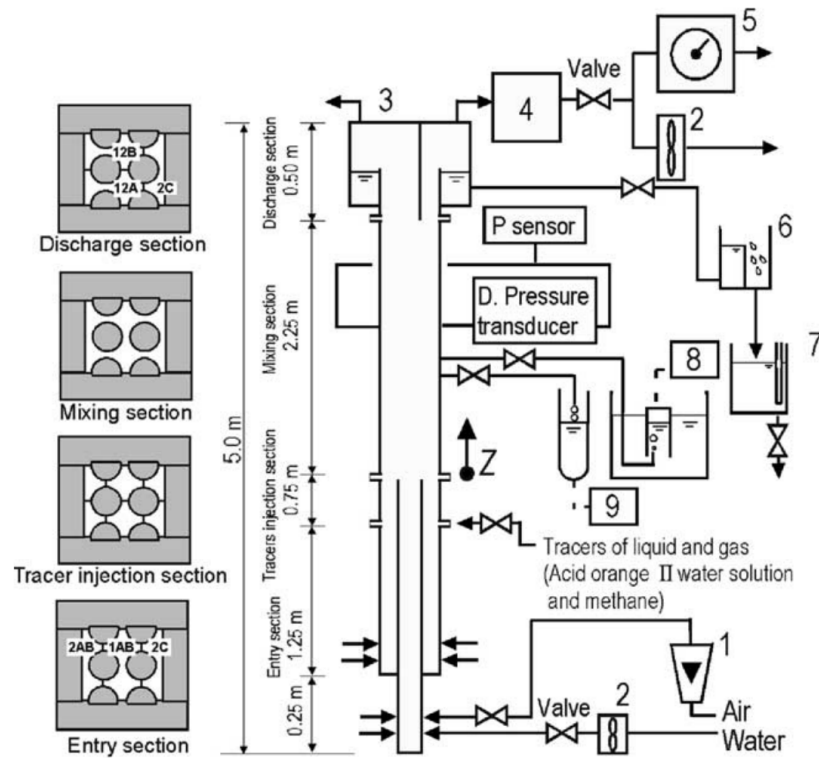 5
Valve
3
4
2
12B
12A
2C
Discharge section
Discharge section
0.50 m
P sensor
6
D. Pressure
transducer
Mixing section
2.25 m
7
8
Mixing section
5.0 m
Z
Tracers injection section
0.75 m
9
Tracers of liquid and gas
(Acid orange II water solution
and methane)
Tracer injection section
Entry section
1.25 m
2AB
1AB
2C
1
Entry section
0.25 m
Valve
2
Air
Water